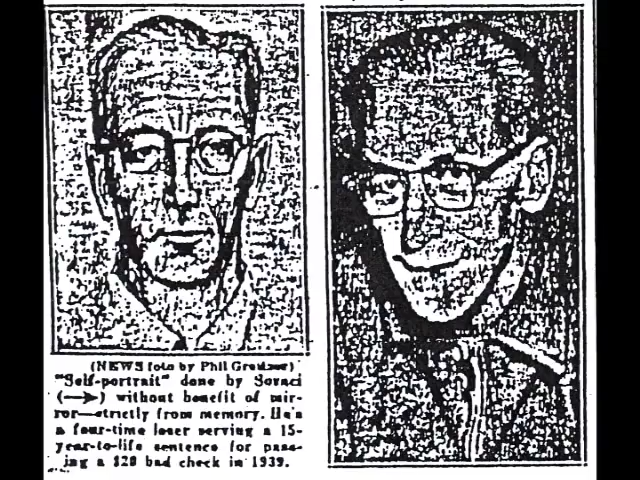 (NEWS foto by Phil Greitzer)
"Self-portrait" done by
(→) without benefit of mir-
ror—strictly from memory. He's
a four-time loser serving a 15-
year-to-life sentence for pass-
ing a $20 bad check in 1939.